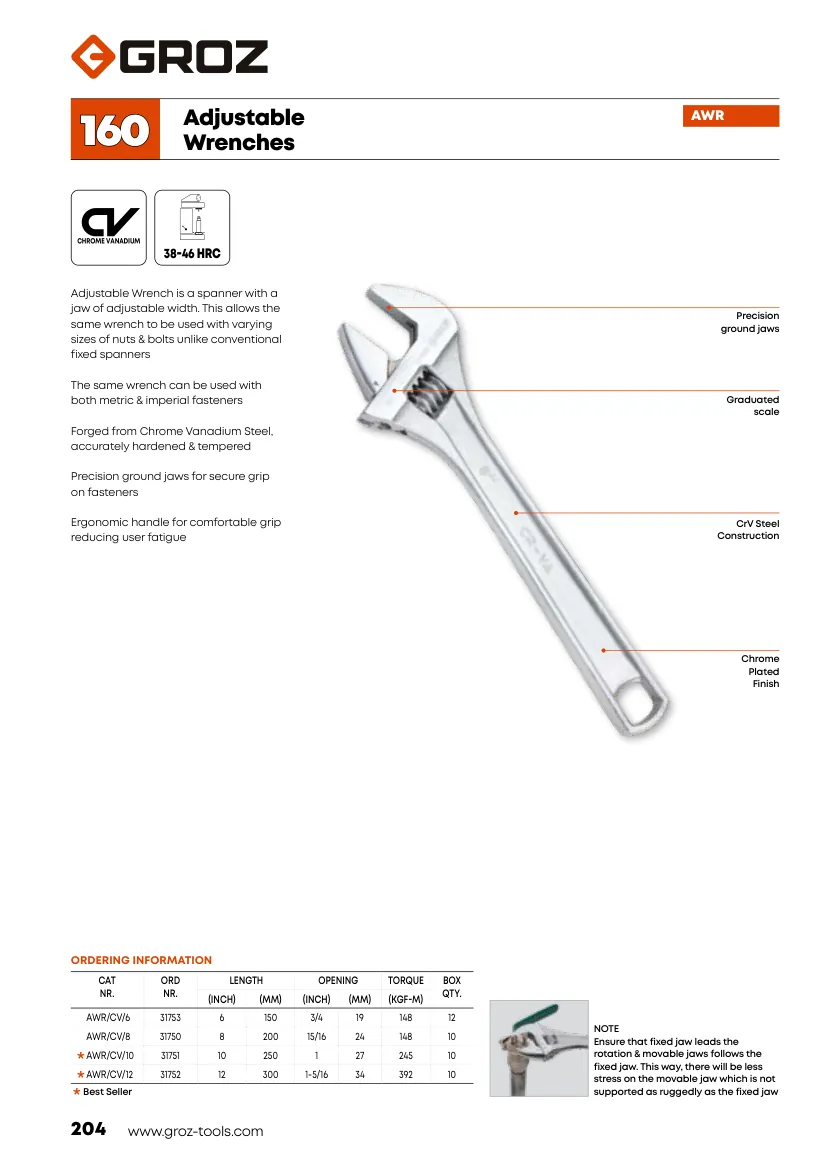 GROZ
160
Adjustable
Wrenches
AWR
CV
CHROME VANADIUM
38-46 HRC
Adjustable Wrench is a spanner with a
jaw of adjustable width. This allows the
same wrench to be used with varying
sizes of nuts & bolts unlike conventional
fixed spanners
The same wrench can be used with
both metric & imperial fasteners
Forged from Chrome Vanadium Steel,
accurately hardened & tempered
Precision ground jaws for secure grip
on fasteners
Ergonomic handle for comfortable grip
reducing user fatigue
Precision
ground jaws
Graduated
scale
CrV Steel
Construction
Chrome
Plated
Finish
CR-VA
ORDERING INFORMATION
CAT NR. ORD NR. LENGTH OPENING TORQUE BOX QTY.
(INCH) (MM) (INCH) (MM) (KGF-M)
AWR/CV/6 31753 6 150 3/4 19 148 12
AWR/CV/8 31750 8 200 15/16 24 148 10
* AWR/CV/10 31751 10 250 1 27 245 10
* AWR/CV/12 31752 12 300 1-5/16 34 392 10
* Best Seller
NOTE
Ensure that fixed jaw leads the
rotation & movable jaws follows the
fixed jaw. This way, there will be less
stress on the movable jaw which is not
supported as ruggedly as the fixed jaw
204 www.groz-tools.com